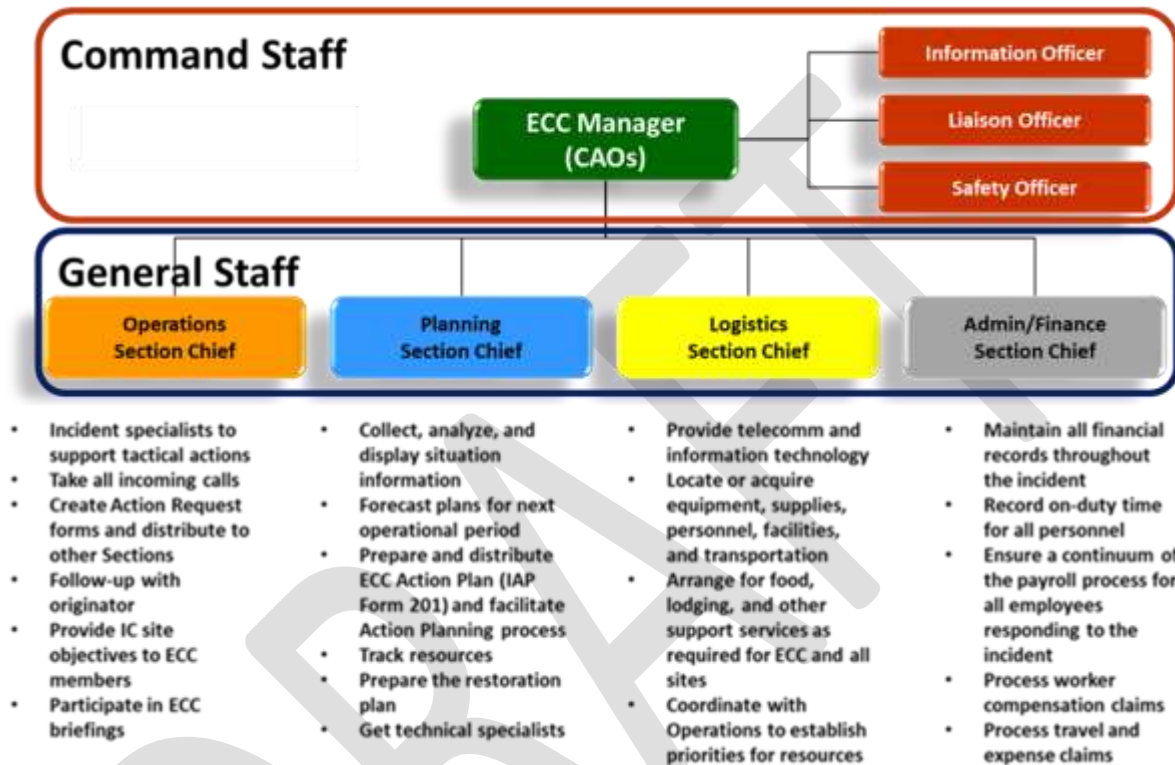 Command Staff
Information Officer
ECC Manager
(CAOs)
Liaison Officer
Safety Officer
General Staff
Operations
Section Chief
Planning
Section Chief
Logistics
Section Chief
Admin/Finance
Section Chief
• Incident specialists to
support tactical actions
• Take all incoming calls
• Create Action Request
forms and distribute to
other Sections
• Follow-up with
originator
• Provide IC site
objectives to ECC
members
• Participate in ECC
briefings
• Collect, analyze, and
display situation
information
• Forecast plans for next
operational period
• Prepare and distribute
ECC Action Plan (IAP
Form 201) and facilitate
Action Planning process
• Track resources
• Prepare the restoration
plan
• Get technical specialists
• Provide telecomm and
information technology
• Locate or acquire
equipment, supplies,
personnel, facilities,
and transportation
• Arrange for food,
lodging, and other
support services as
required for ECC and all
sites
• Coordinate with
Operations to establish
priorities for resources
• Maintain all financial
records throughout
the incident
• Record on-duty time
for all personnel
• Ensure a continuum of
the payroll process for
all employees
responding to the
incident
• Process worker
compensation claims
• Process travel and
expense claims
DRAFT